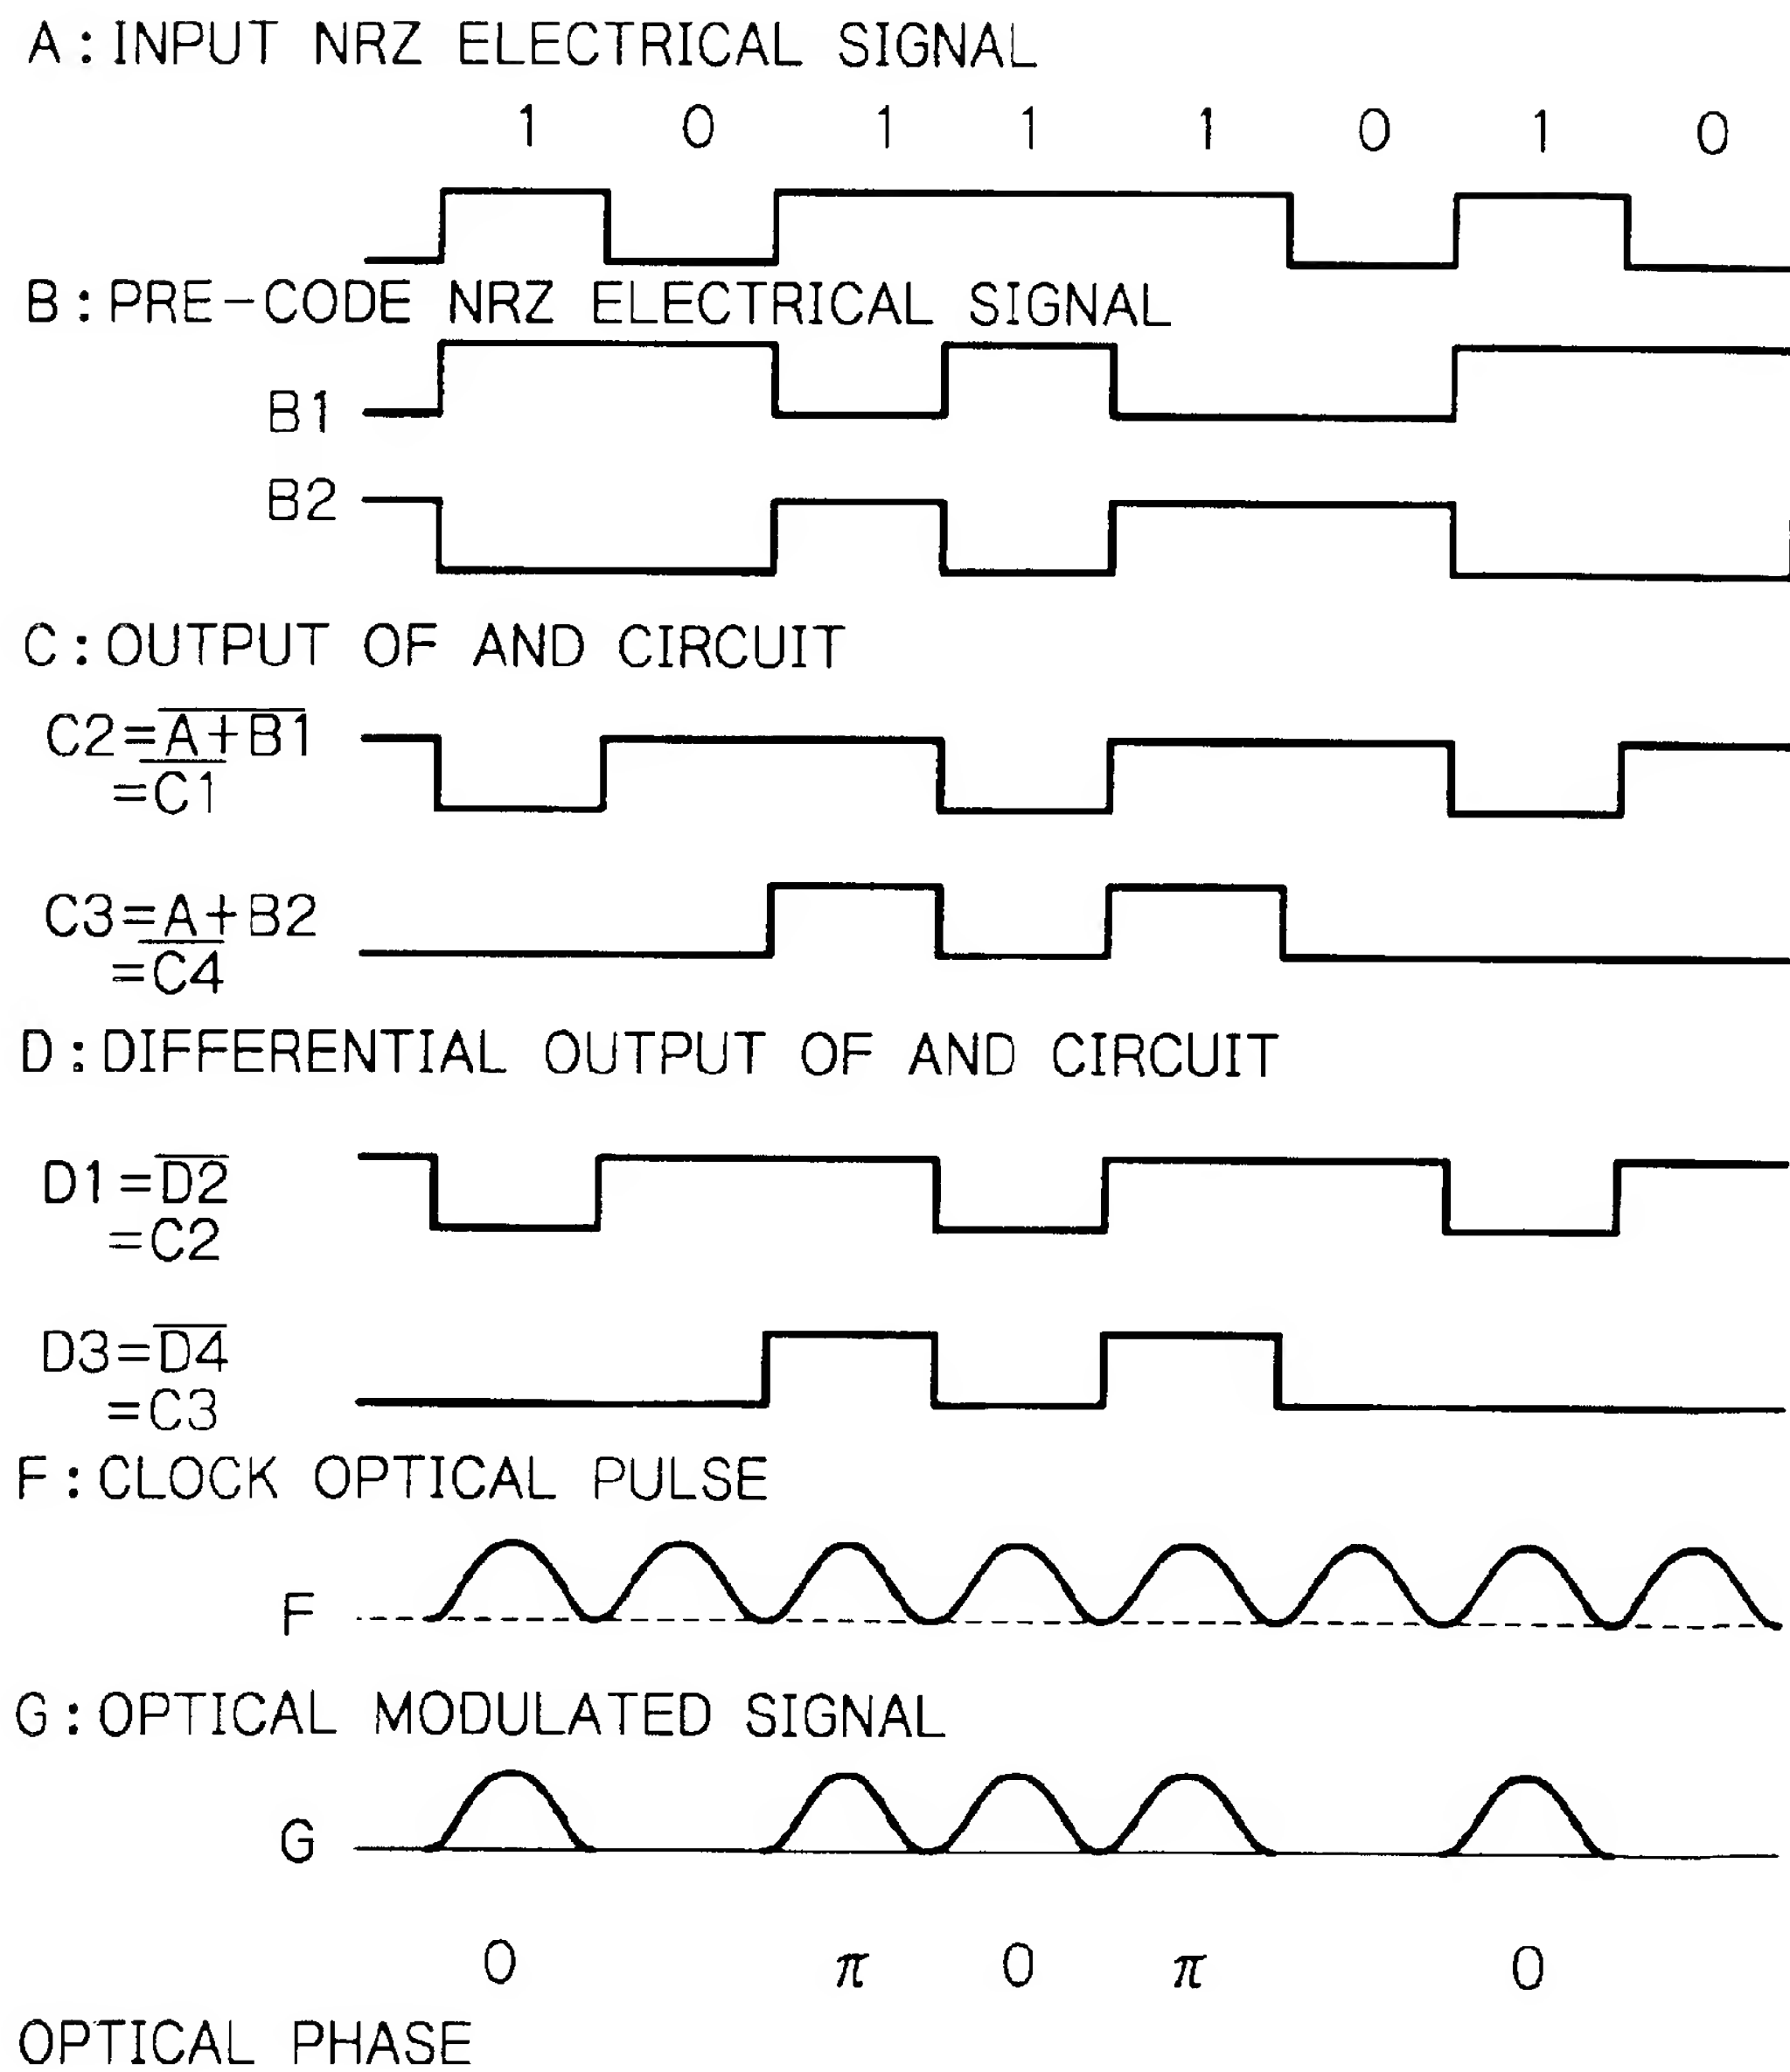 A:INPUT NRZ ELECTRICAL SIGNAL
1 0 1 1 1 0 1 0
B:PRE-CODE NRZ ELECTRICAL SIGNAL
B1
B2
C:OUTPUT OF AND CIRCUIT
C2=A+B1
=C1
C3=A+B2
=C4
D:DIFFERENTIAL OUTPUT OF AND CIRCUIT
D1=D2
=C2
D3=D4
=C3
F:CLOCK OPTICAL PULSE
F
G:OPTICAL MODULATED SIGNAL
G
0 π 0 π 0
OPTICAL PHASE